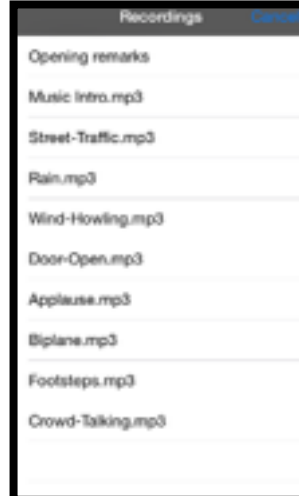 Recordings Cancel
Opening remarks
Music Intro.mp3
Street-Traffic.mp3
Rain.mp3
Wind-Howling.mp3
Door-Open.mp3
Applause.mp3
Biplane.mp3
Footsteps.mp3
Crowd-Talking.mp3